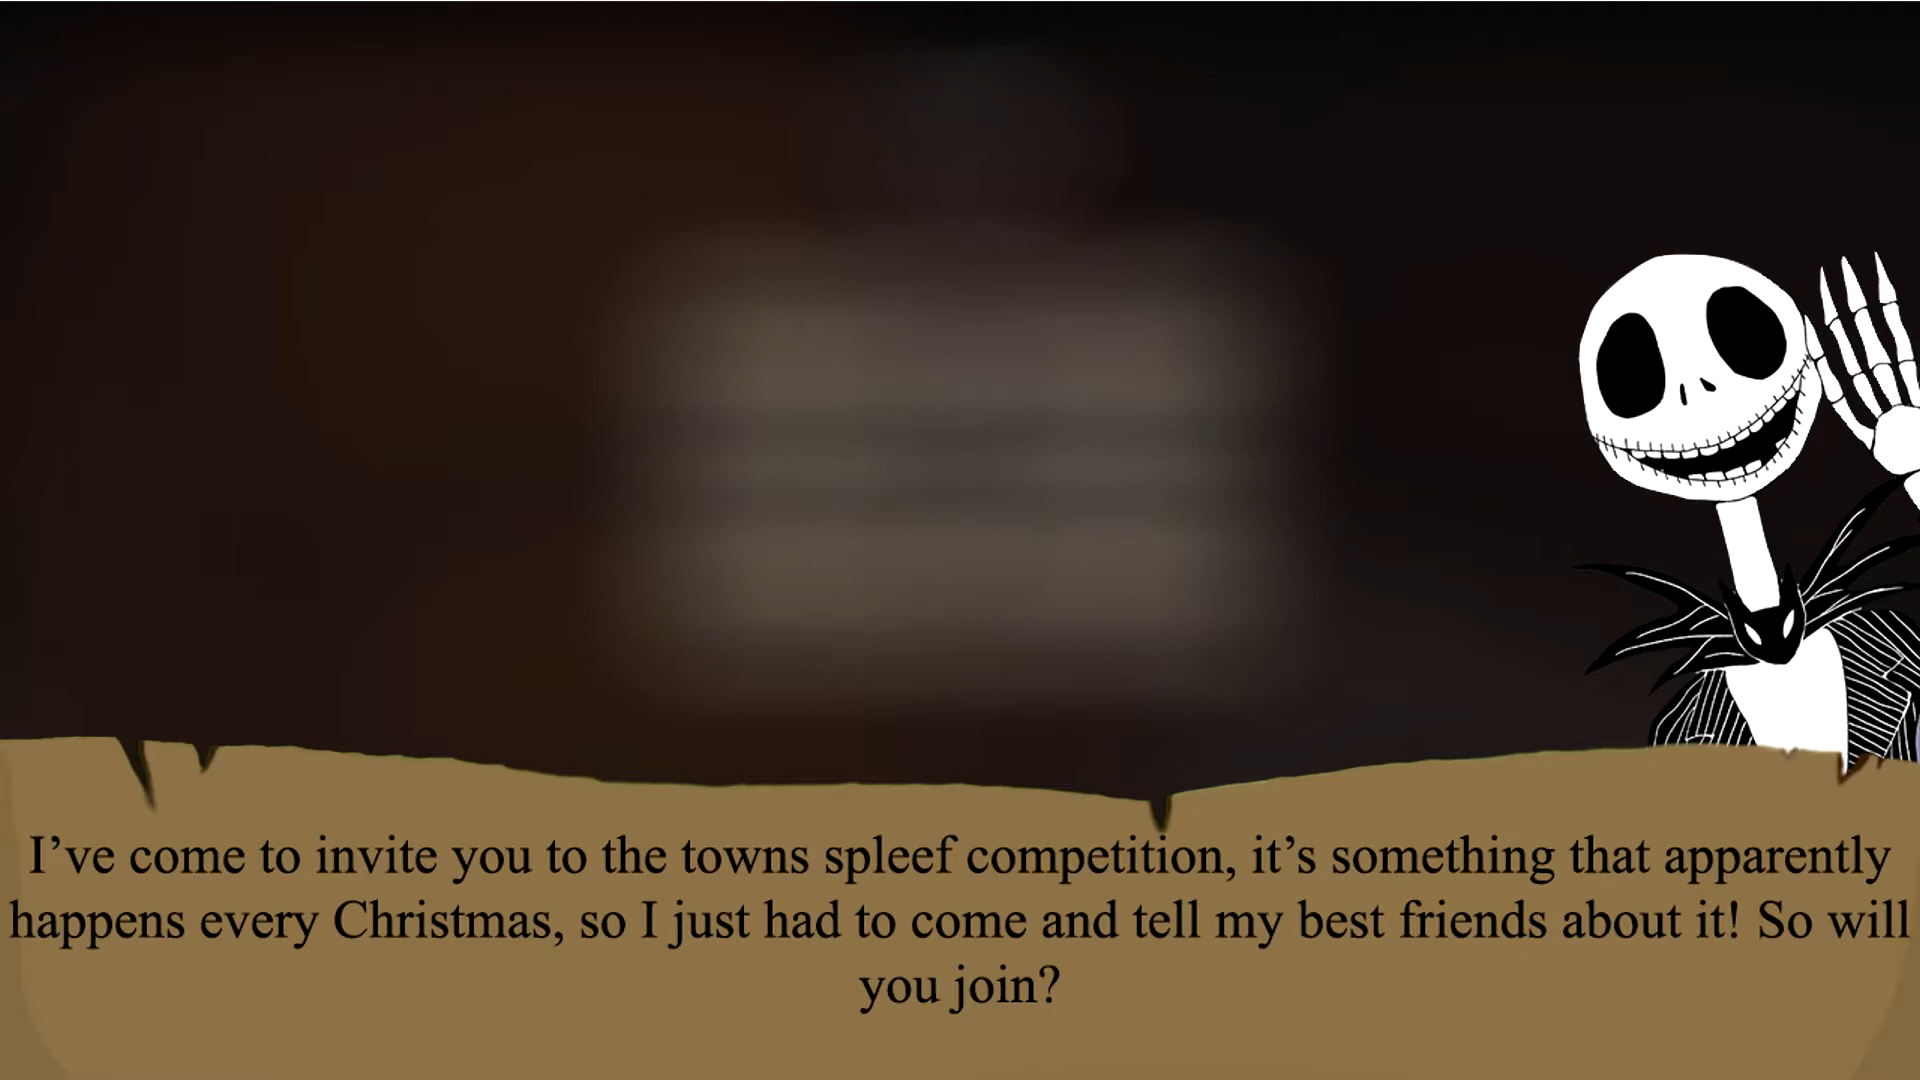 I’ve come to invite you to the towns spleef competition, it’s something that apparently
happens every Christmas, so I just had to come and tell my best friends about it! So will
you join?